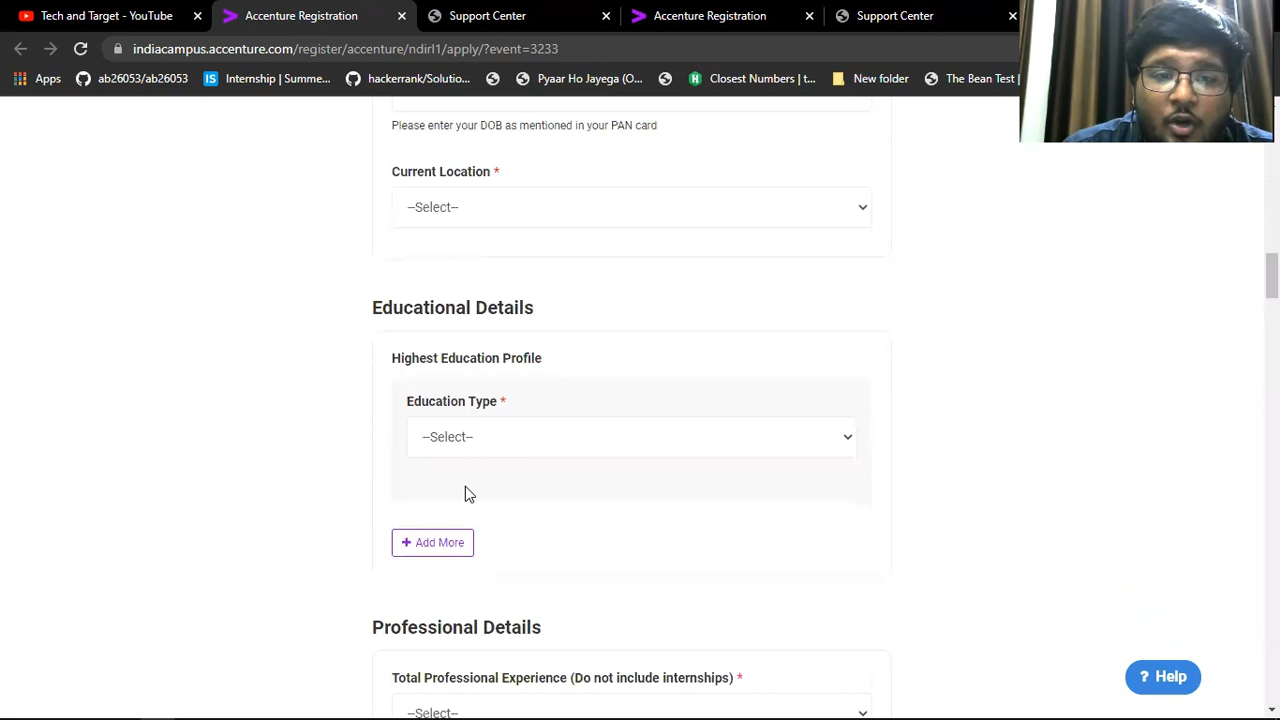 Tech and Target - YouTube
Accenture Registration
Support Center
Accenture Registration
Support Center
indiacampus.accenture.com/register/accenture/ndirl1/apply/?event=3233
Apps
ab26053/ab26053
IS Internship | Summe...
hackerrank/Solutio...
Pyaar Ho Jayega (O...
H Closest Numbers | t...
New folder
The Bean Test |
Please enter your DOB as mentioned in your PAN card
Current Location *
--Select--
Educational Details
Highest Education Profile
Education Type *
--Select--
+ Add More
Professional Details
Total Professional Experience (Do not include internships) *
--Select--
? Help